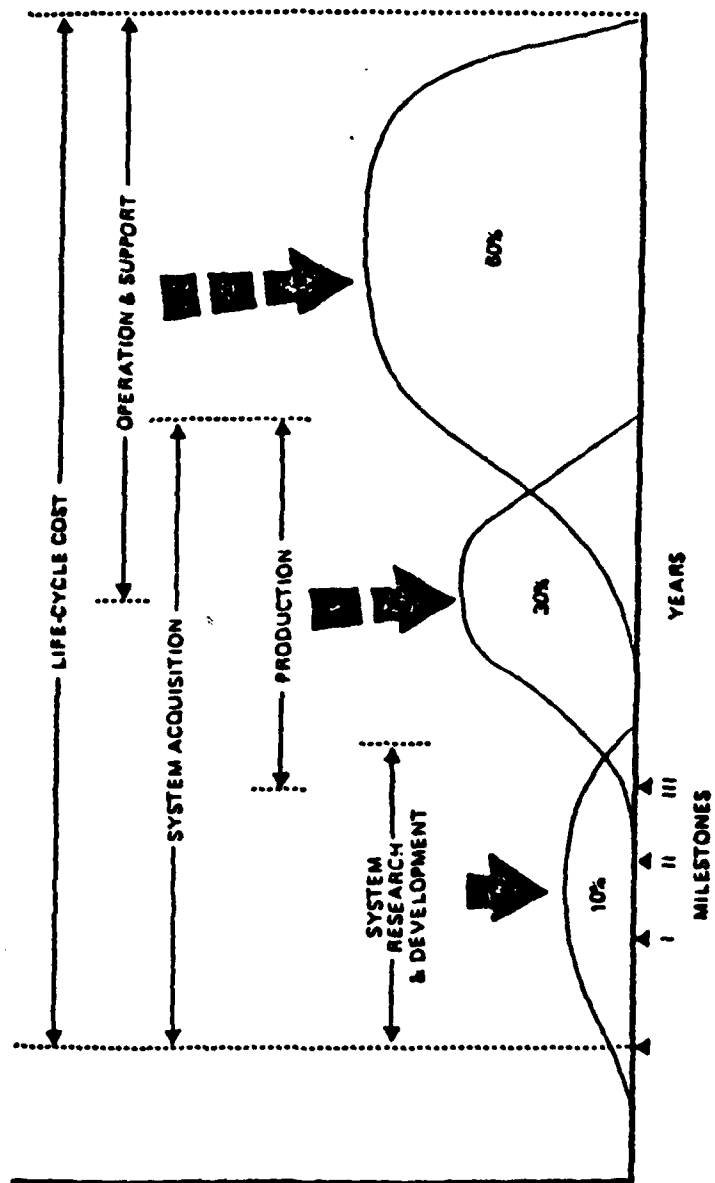 LIFE-CYCLE COST
OPERATION & SUPPORT
SYSTEM ACQUISITION
PRODUCTION
SYSTEM
RESEARCH
& DEVELOPMENT
10%
30%
60%
I
II
III
MILESTONES
YEARS